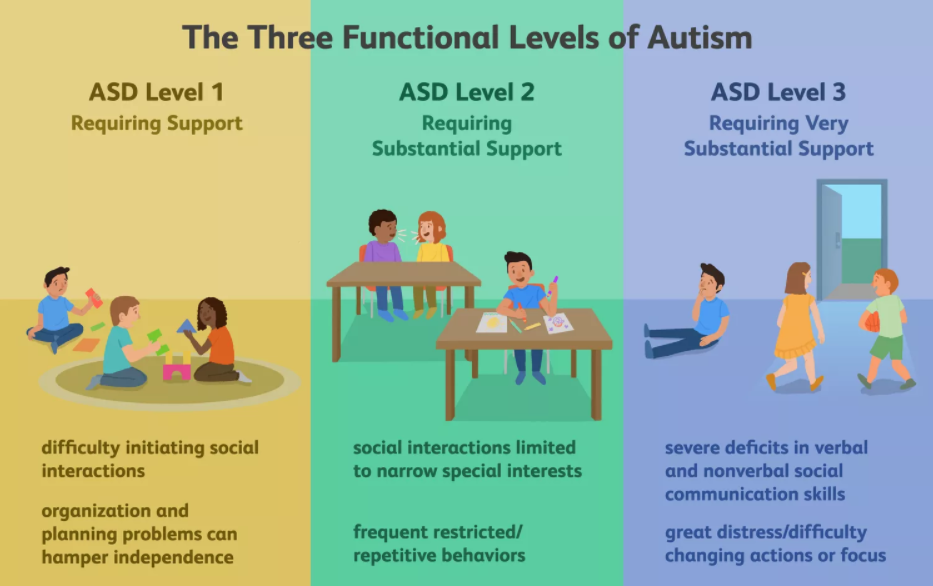 The Three Functional Levels of Autism
ASD Level 1
Requiring Support
difficulty initiating social
interactions
organization and
planning problems can
hamper independence
ASD Level 2
Requiring
Substantial Support
social interactions limited
to narrow special interests
frequent restricted/
repetitive behaviors
ASD Level 3
Requiring Very
Substantial Support
severe deficits in verbal
and nonverbal social
communication skills
great distress/difficulty
changing actions or focus